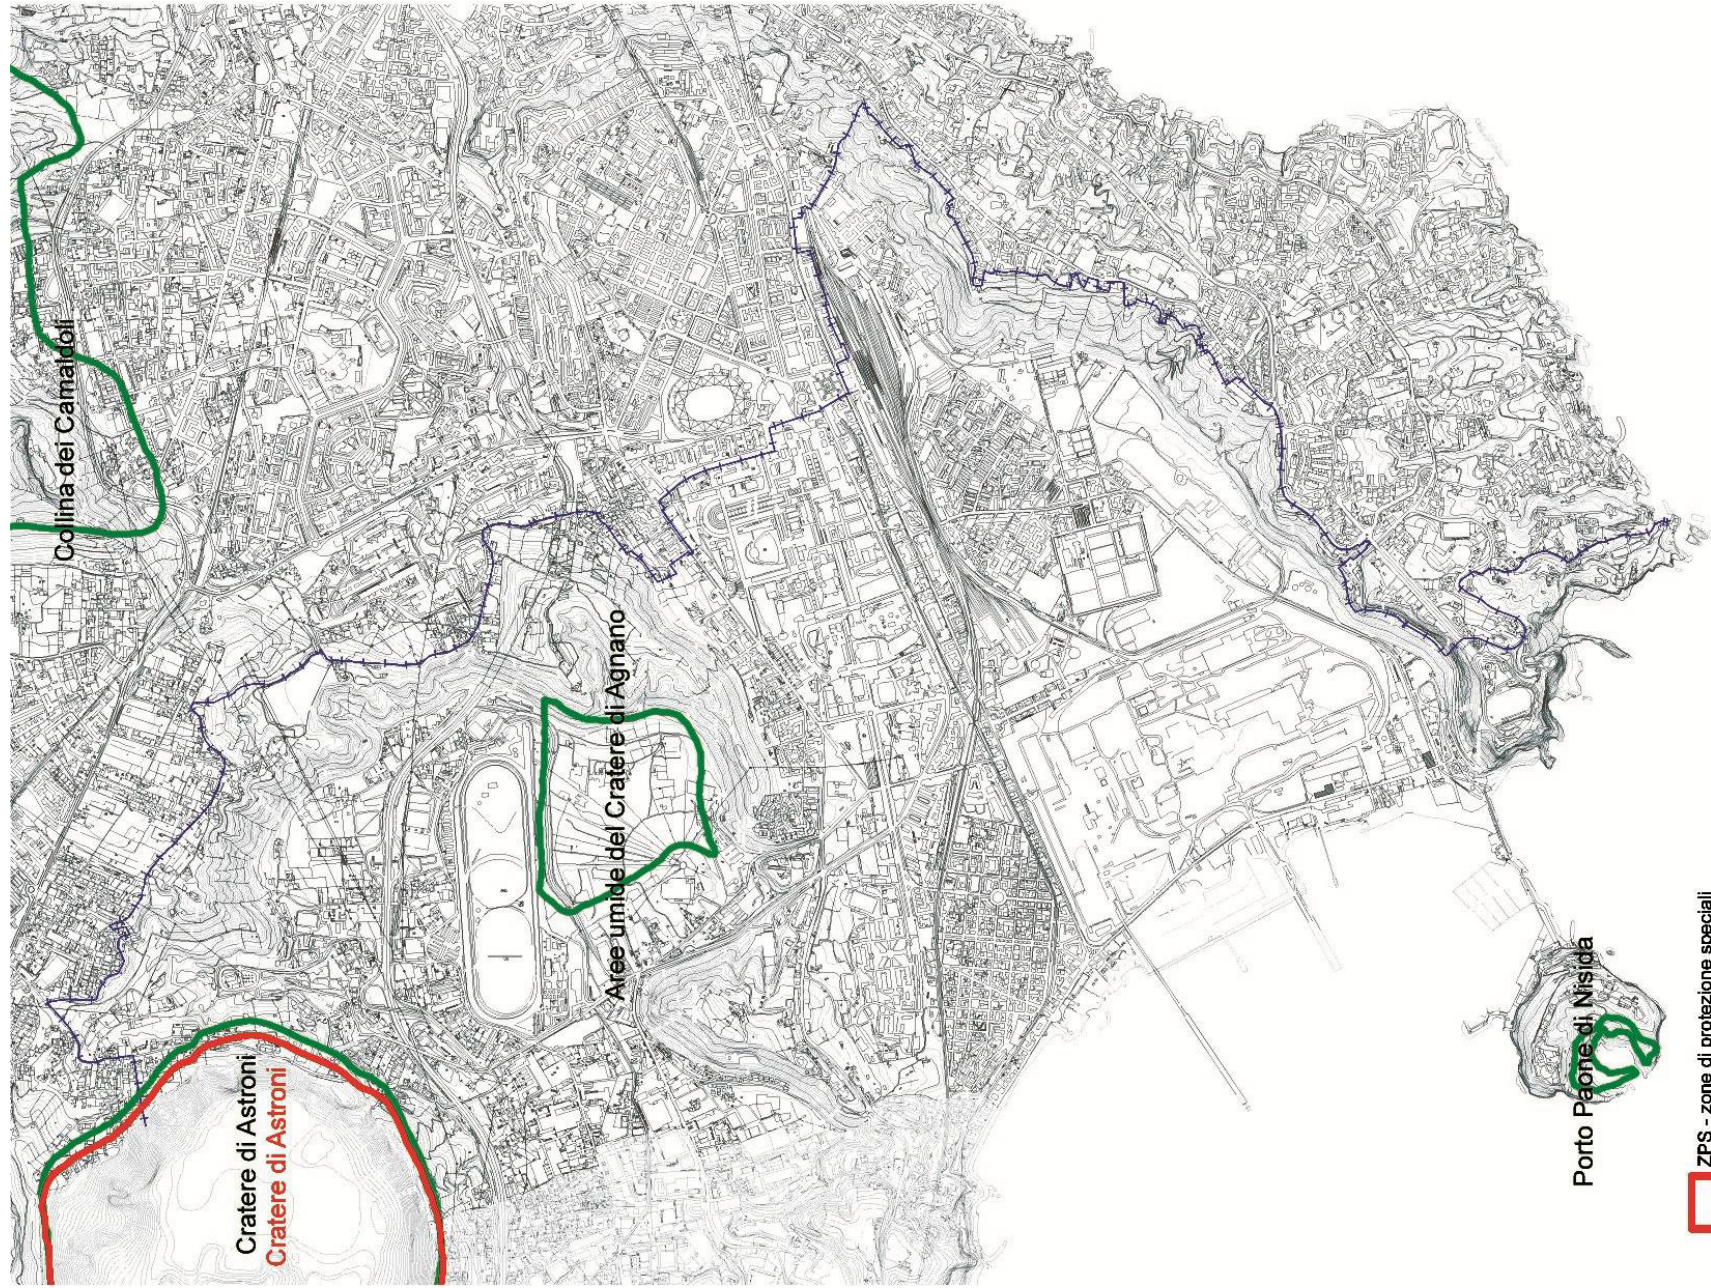 Collina dei Camaldoli
Cratere di Astroni
Cratere di Astroni
Aree umide del Cratere di Agnano
Porto Paone di Nisida
ZPS - zone di protezione speciali